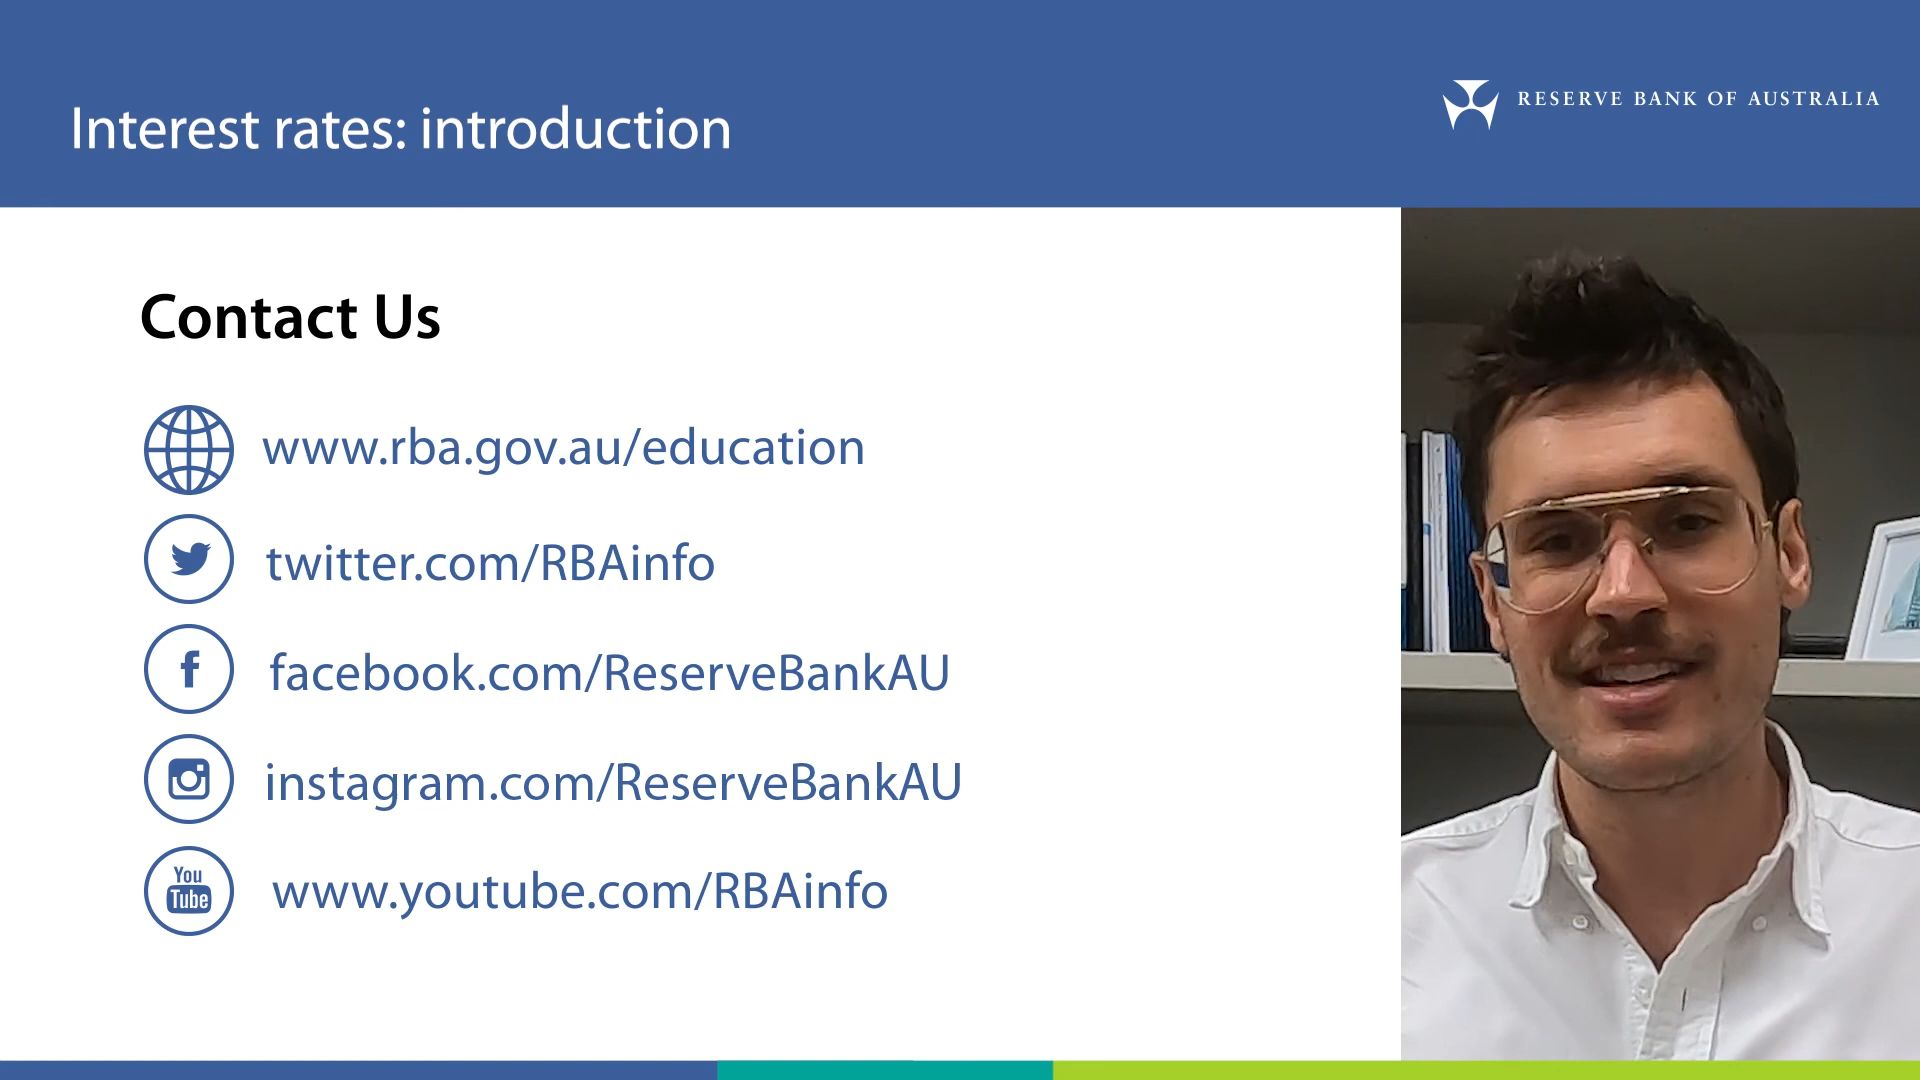 Interest rates: introduction
RESERVE BANK OF AUSTRALIA
Contact Us
www.rba.gov.au/education
twitter.com/RBAinfo
facebook.com/ReserveBankAU
instagram.com/ReserveBankAU
You
Tube
www.youtube.com/RBAinfo